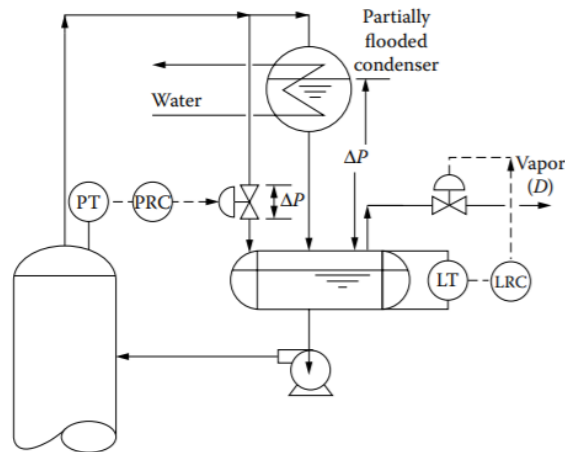 Partially
flooded
condenser
Water
ΔP
Vapor
(D)
PT
PRC
ΔP
LT
LRC